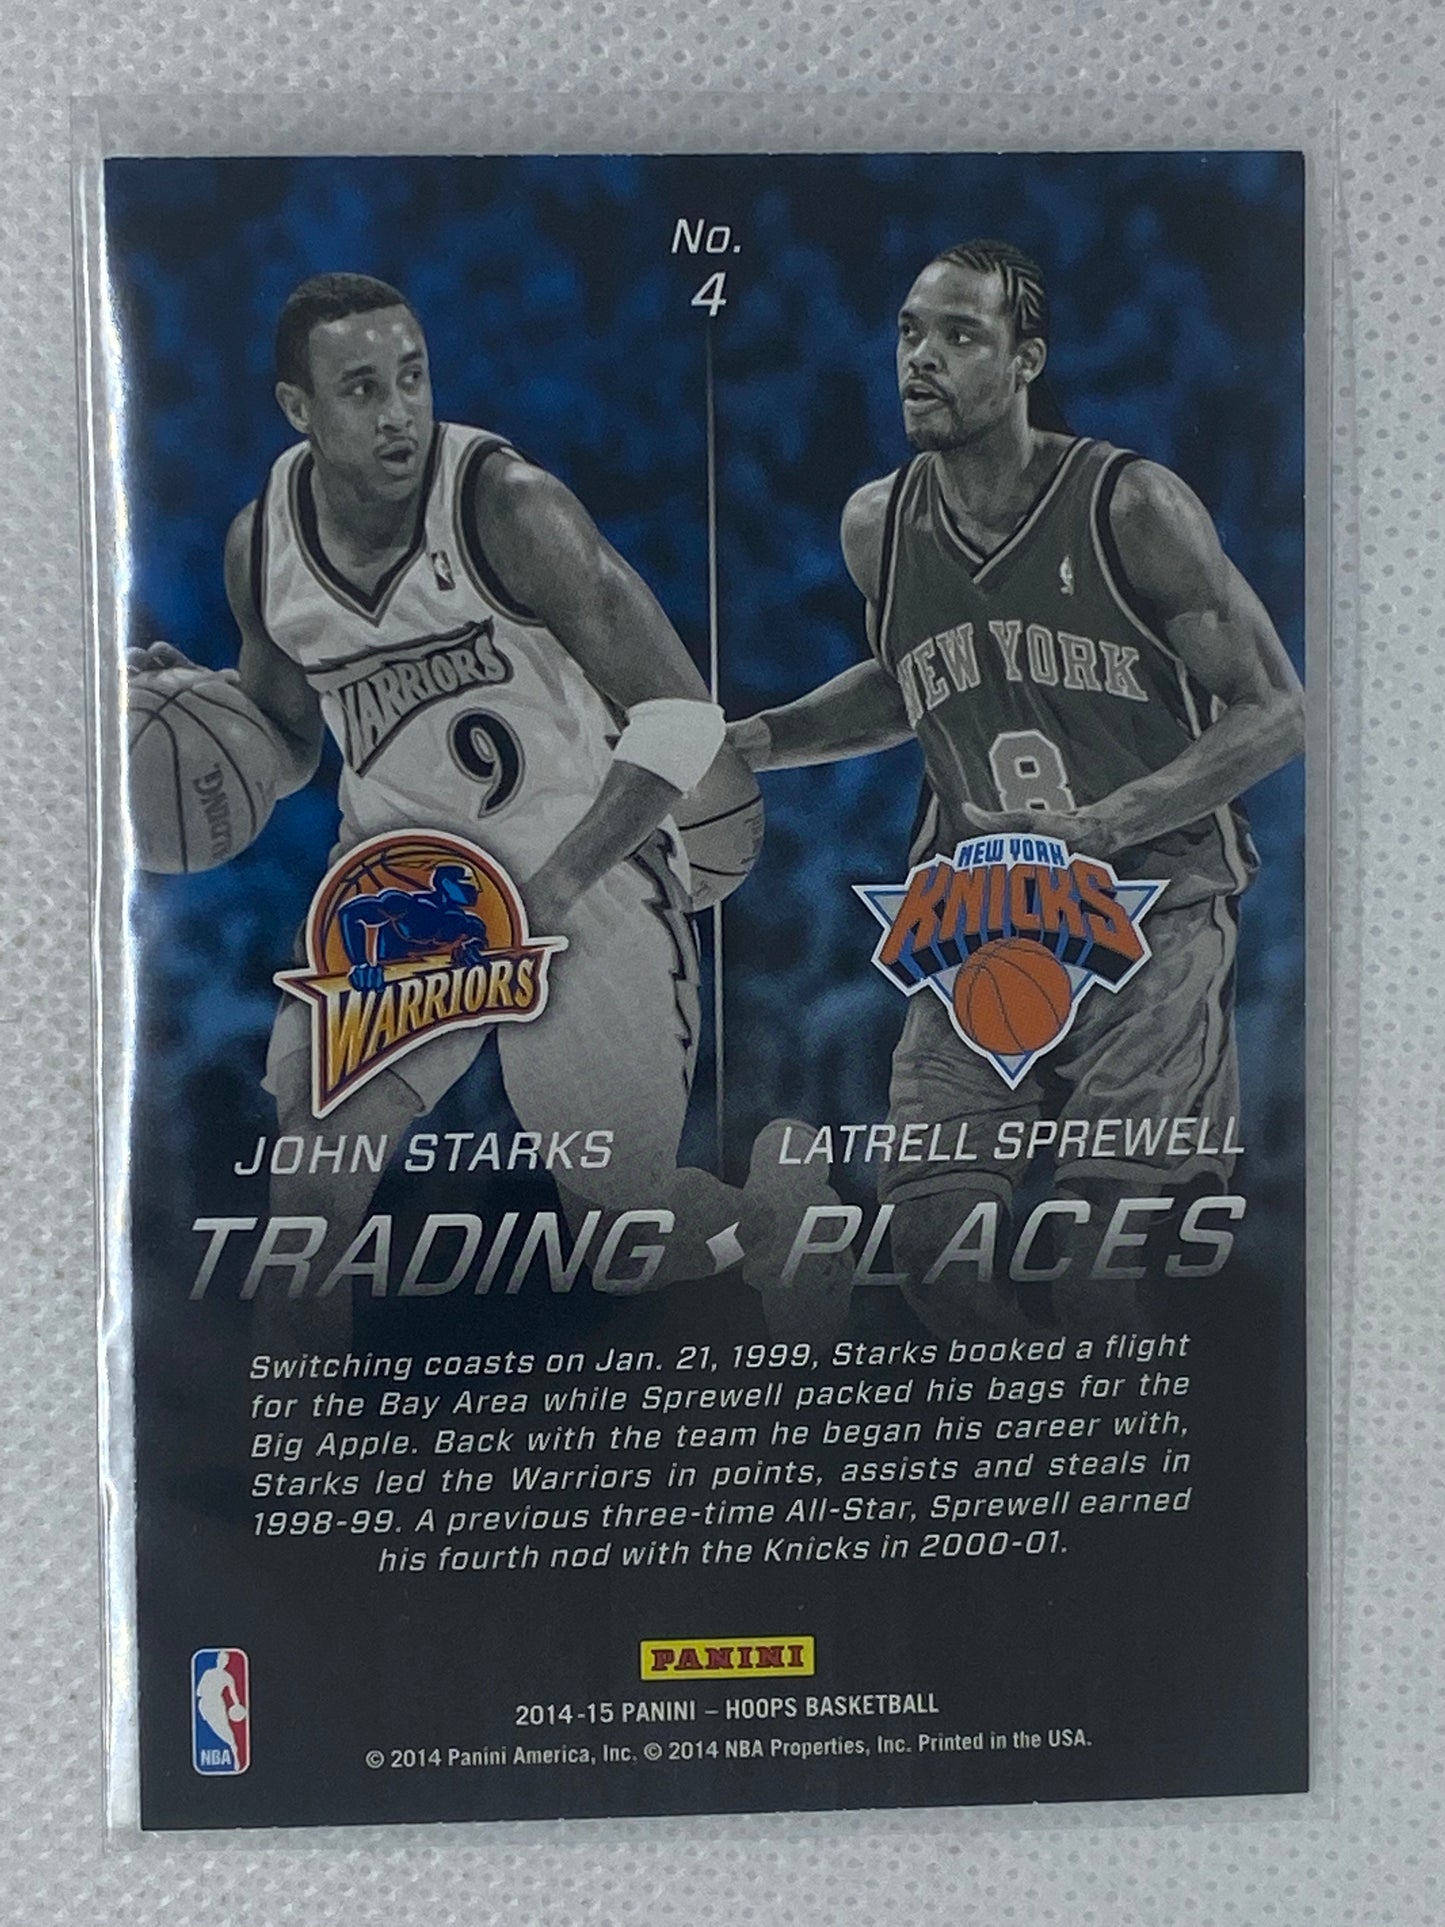 No.
4
WARRIORS
9
NEW YORK
8
WARRIORS
NEW YORK
KNICKS
JOHN STARKS
LATRELL SPREWELL
TRADING PLACES
Switching coasts on Jan. 21, 1999, Starks booked a flight
for the Bay Area while Sprewell packed his bags for the
Big Apple. Back with the team he began his career with,
Starks led the Warriors in points, assists and steals in
1998-99. A previous three-time All-Star, Sprewell earned
his fourth nod with the Knicks in 2000-01.
PANINI
NBA
2014-15 PANINI – HOOPS BASKETBALL
© 2014 Panini America, Inc. © 2014 NBA Properties, Inc. Printed in the USA.